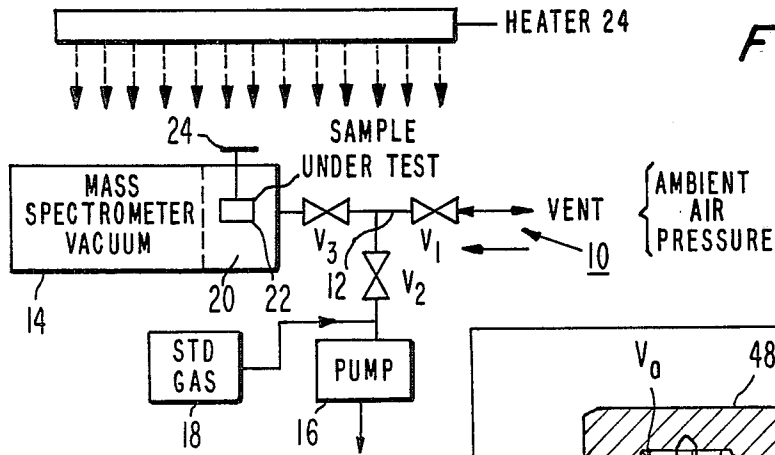 HEATER 24
F
24
SAMPLE
UNDER TEST
MASS
SPECTROMETER
VACUUM
VENT
AMBIENT
AIR
PRESSURE
V3
V1
10
12
V2
14
20
22
STD
GAS
PUMP
18
16
Va
48